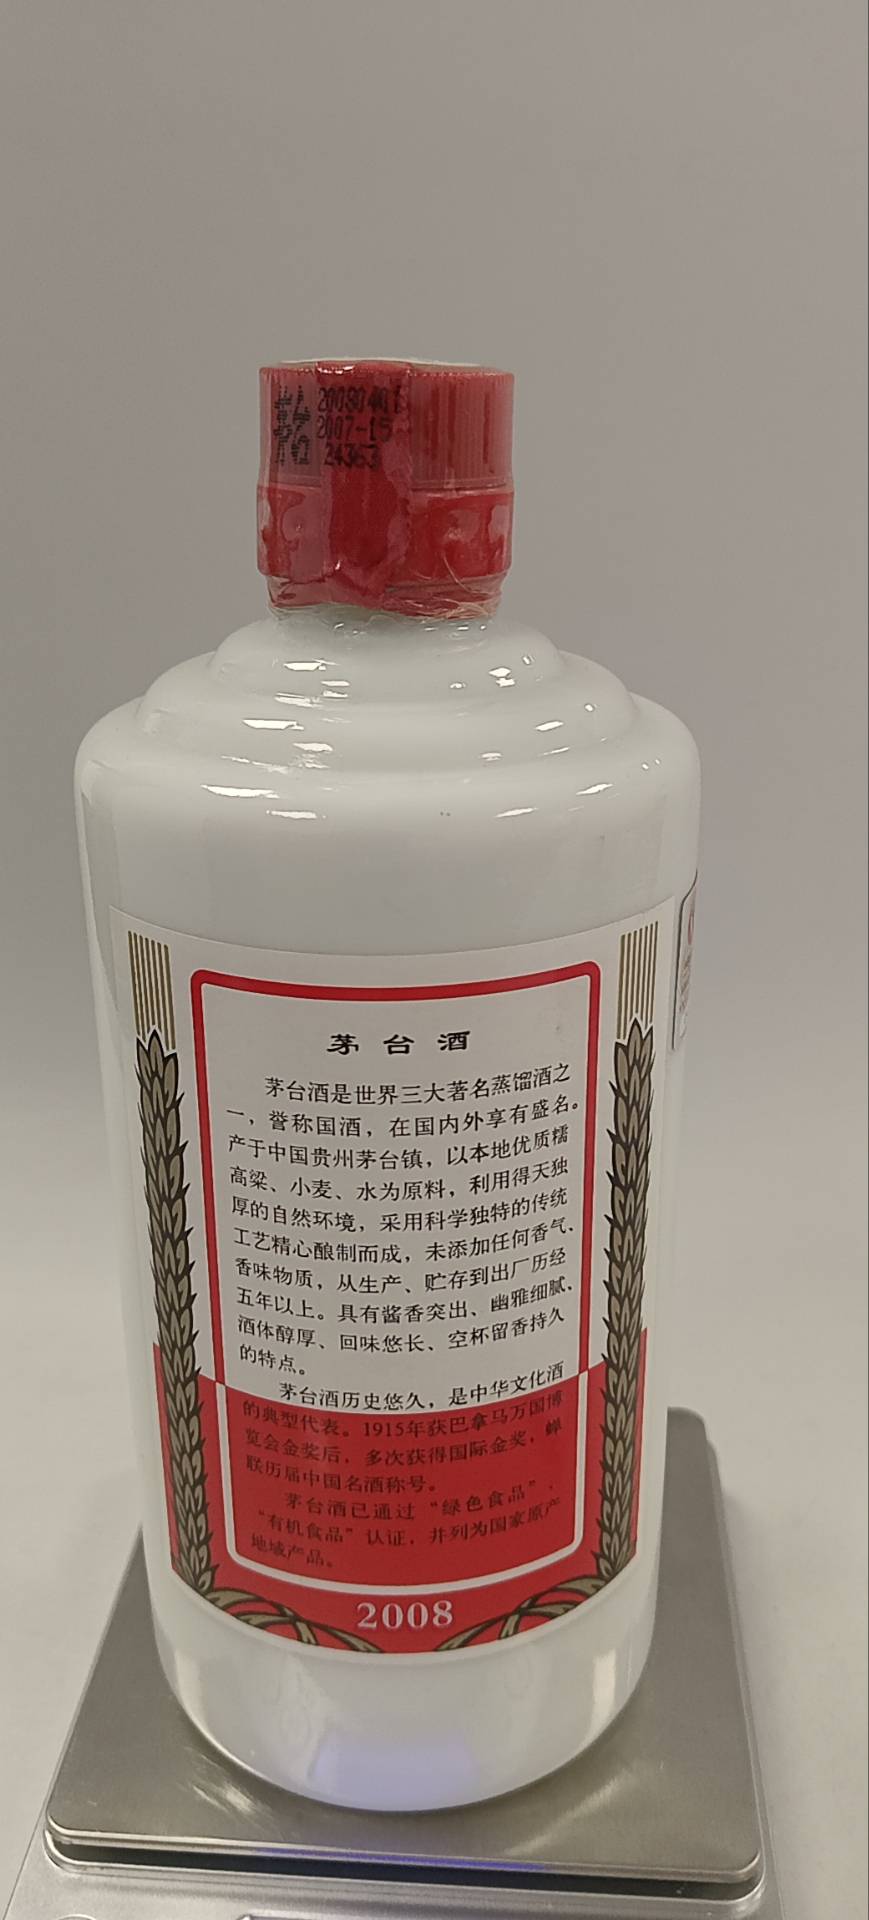 茅台
2007-15
24363
茅台酒
茅台酒是世界三大著名蒸馏酒之
一，誉称国酒，在国内外享有盛名。
产于中国贵州茅台镇，以本地优质糯
高粱、小麦、水为原料，利用得天独
厚的自然环境，采用科学独特的传统
工艺精心酿制而成，未添加任何香气、
香味物质，从生产、贮存到出厂历经
五年以上。具有酱香突出、幽雅细腻、
酒体醇厚、回味悠长、空杯留香持久
的特点。
茅台酒历史悠久，是中华文化酒
的典型代表。1915年获巴拿马万国博
览会金奖后，多次获得国际金奖，蝉
联历届中国名酒称号。
茅台酒已通过“绿色食品”、
“有机食品”认证，并列为国家原产
地域产品。
2008